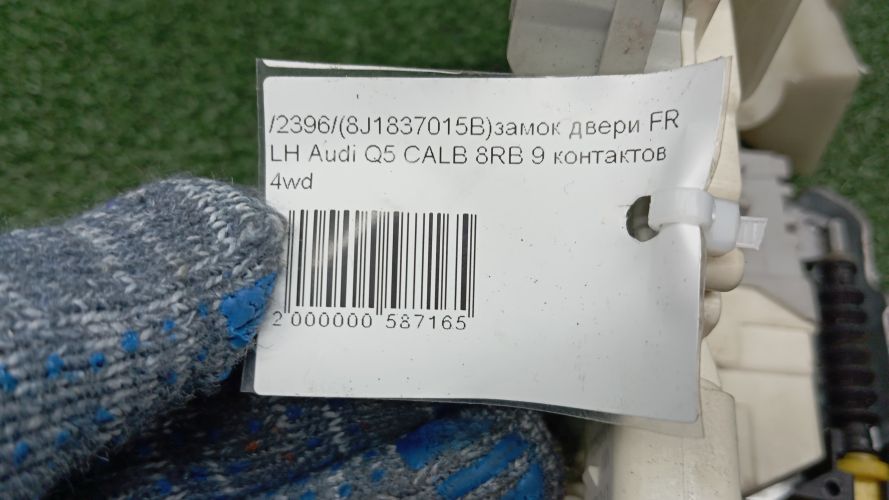 /2396/(8J1837015B)замок двери FR
LH Audi Q5 CALB 8RB 9 контактов
4wd
2 000000 587165